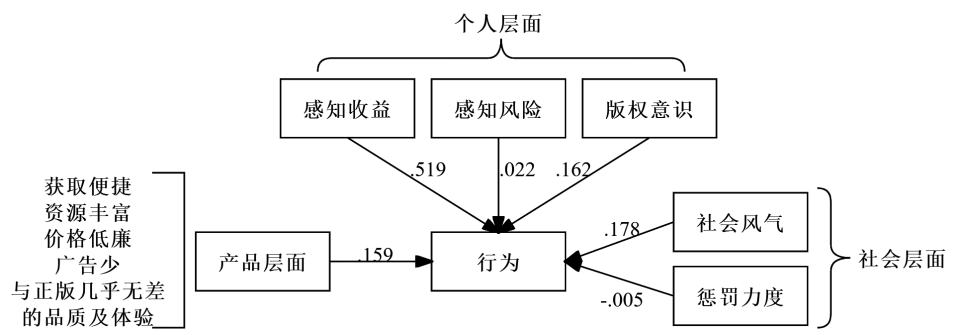 个人层面
感知收益
感知风险
版权意识
.519
.022
.162
获取便捷
资源丰富
价格低廉
广告少
与正版几乎无差
的品质及体验
产品层面
.159
行为
.178
-.005
社会风气
惩罚力度
社会层面